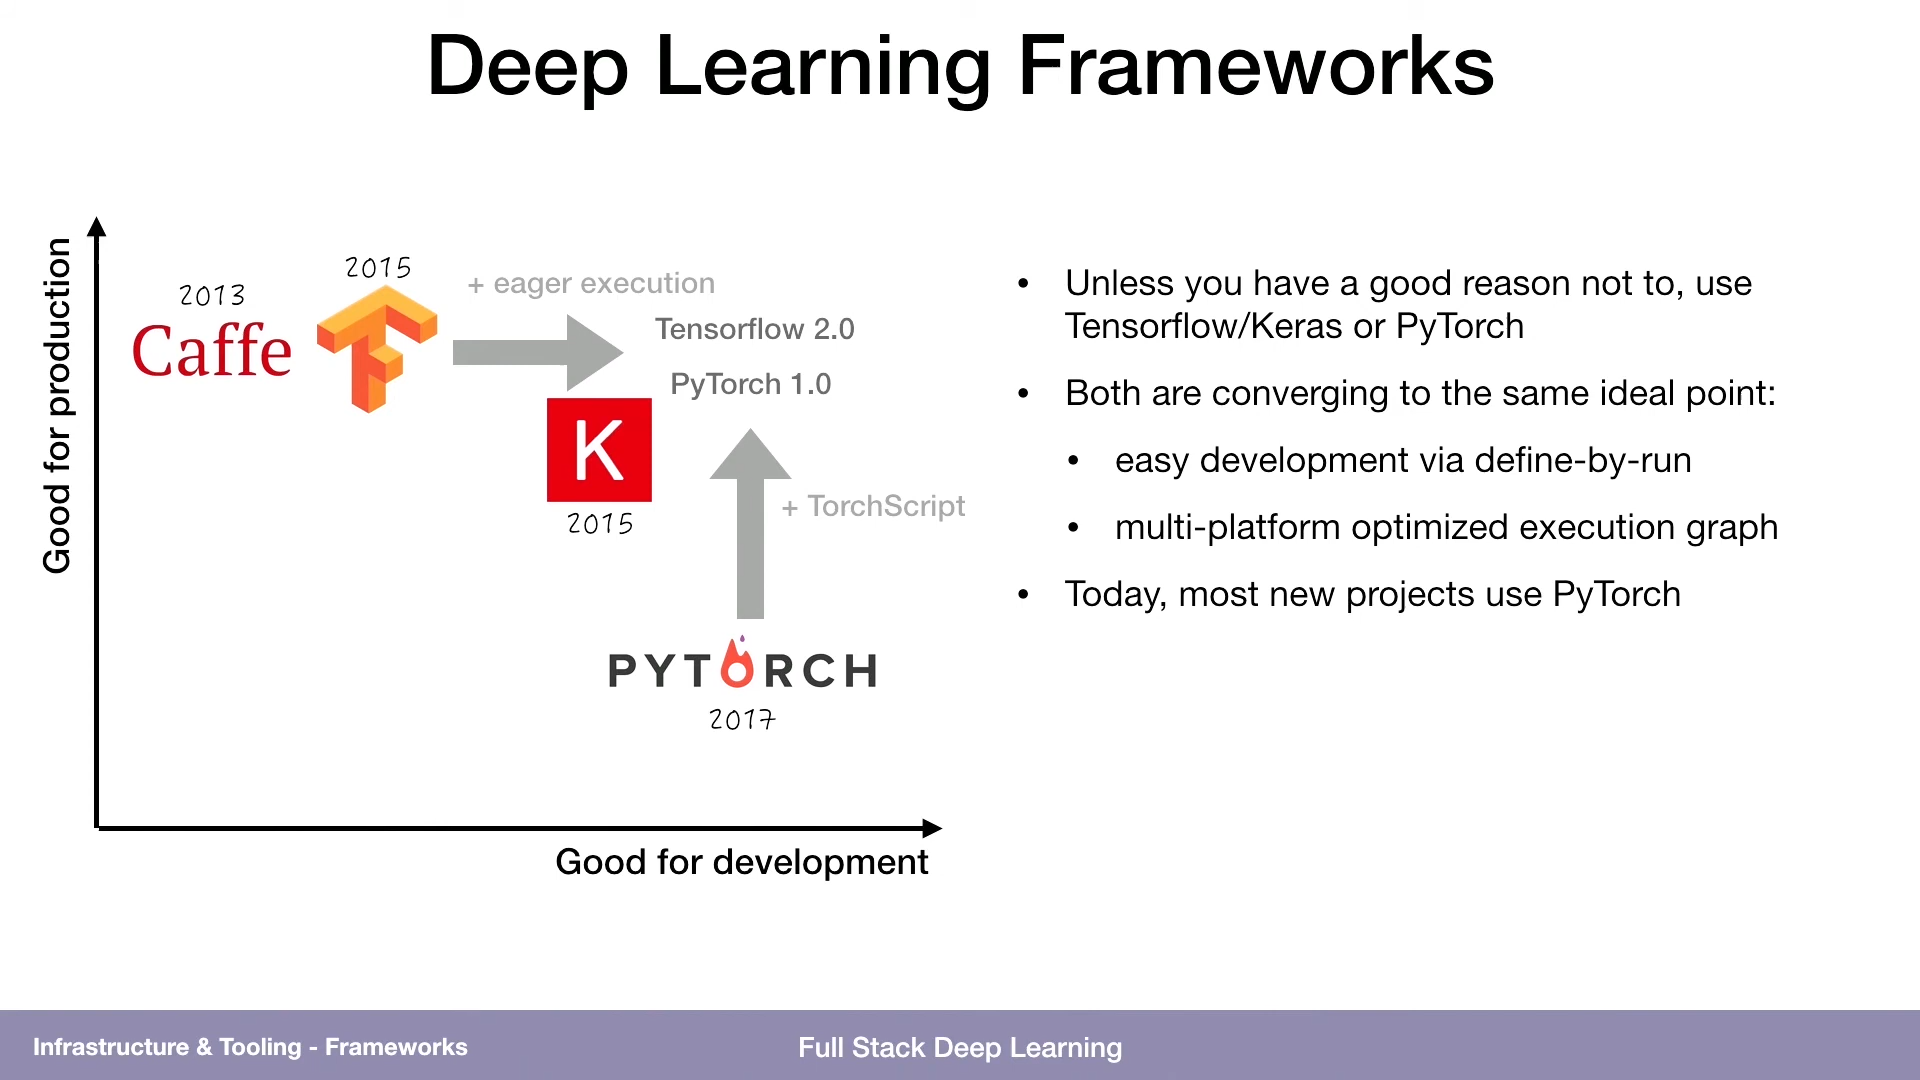 Deep Learning Frameworks
Good for production
2013
Caffe
2015
+ eager execution
Tensorflow 2.0
PyTorch 1.0
K
2015
+ TorchScript
PYTORCH
2017
Good for development
• Unless you have a good reason not to, use
Tensorflow/Keras or PyTorch
• Both are converging to the same ideal point:
• easy development via define-by-run
• multi-platform optimized execution graph
• Today, most new projects use PyTorch
Infrastructure & Tooling - Frameworks
Full Stack Deep Learning